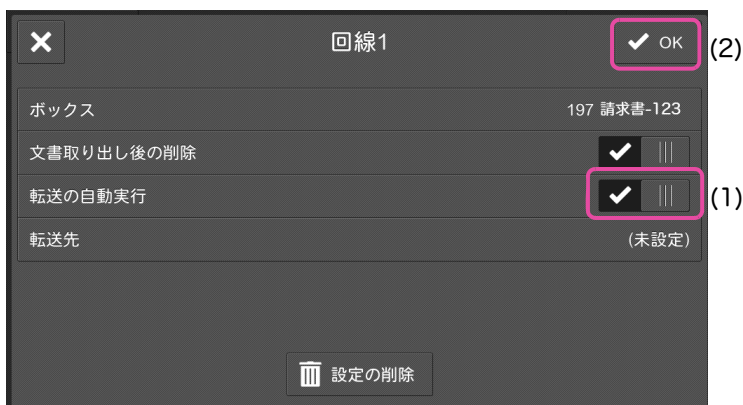 回線1
OK
(2)
ボックス 197 請求書-123
文書取り出し後の削除
転送の自動実行
(1)
転送先 (未設定)
設定の削除